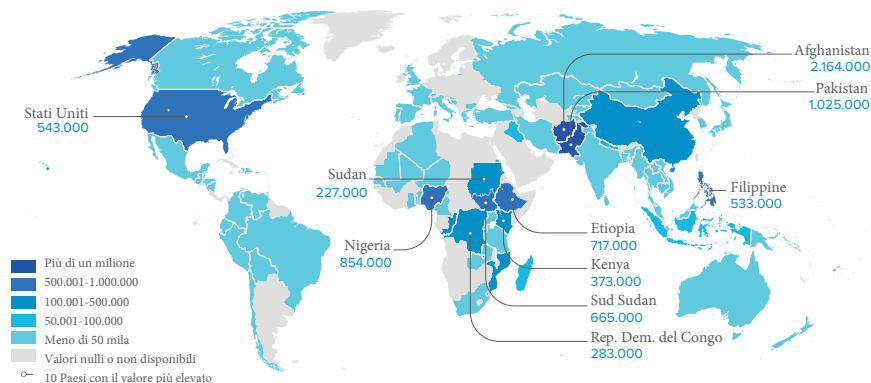 Afghanistan
2.164.000
Pakistan
1.025.000
Stati Uniti
543.000
Sudan
227.000
Filippine
533.000
Nigeria
854.000
Etiopia
717.000
Kenya
373.000
Sud Sudan
665.000
Rep. Dem. del Congo
283.000
Più di un milione
500.001-1.000.000
100.001-500.000
50.001-100.000
Meno di 50 mila
Valori nulli o non disponibili
10 Paesi con il valore più elevato